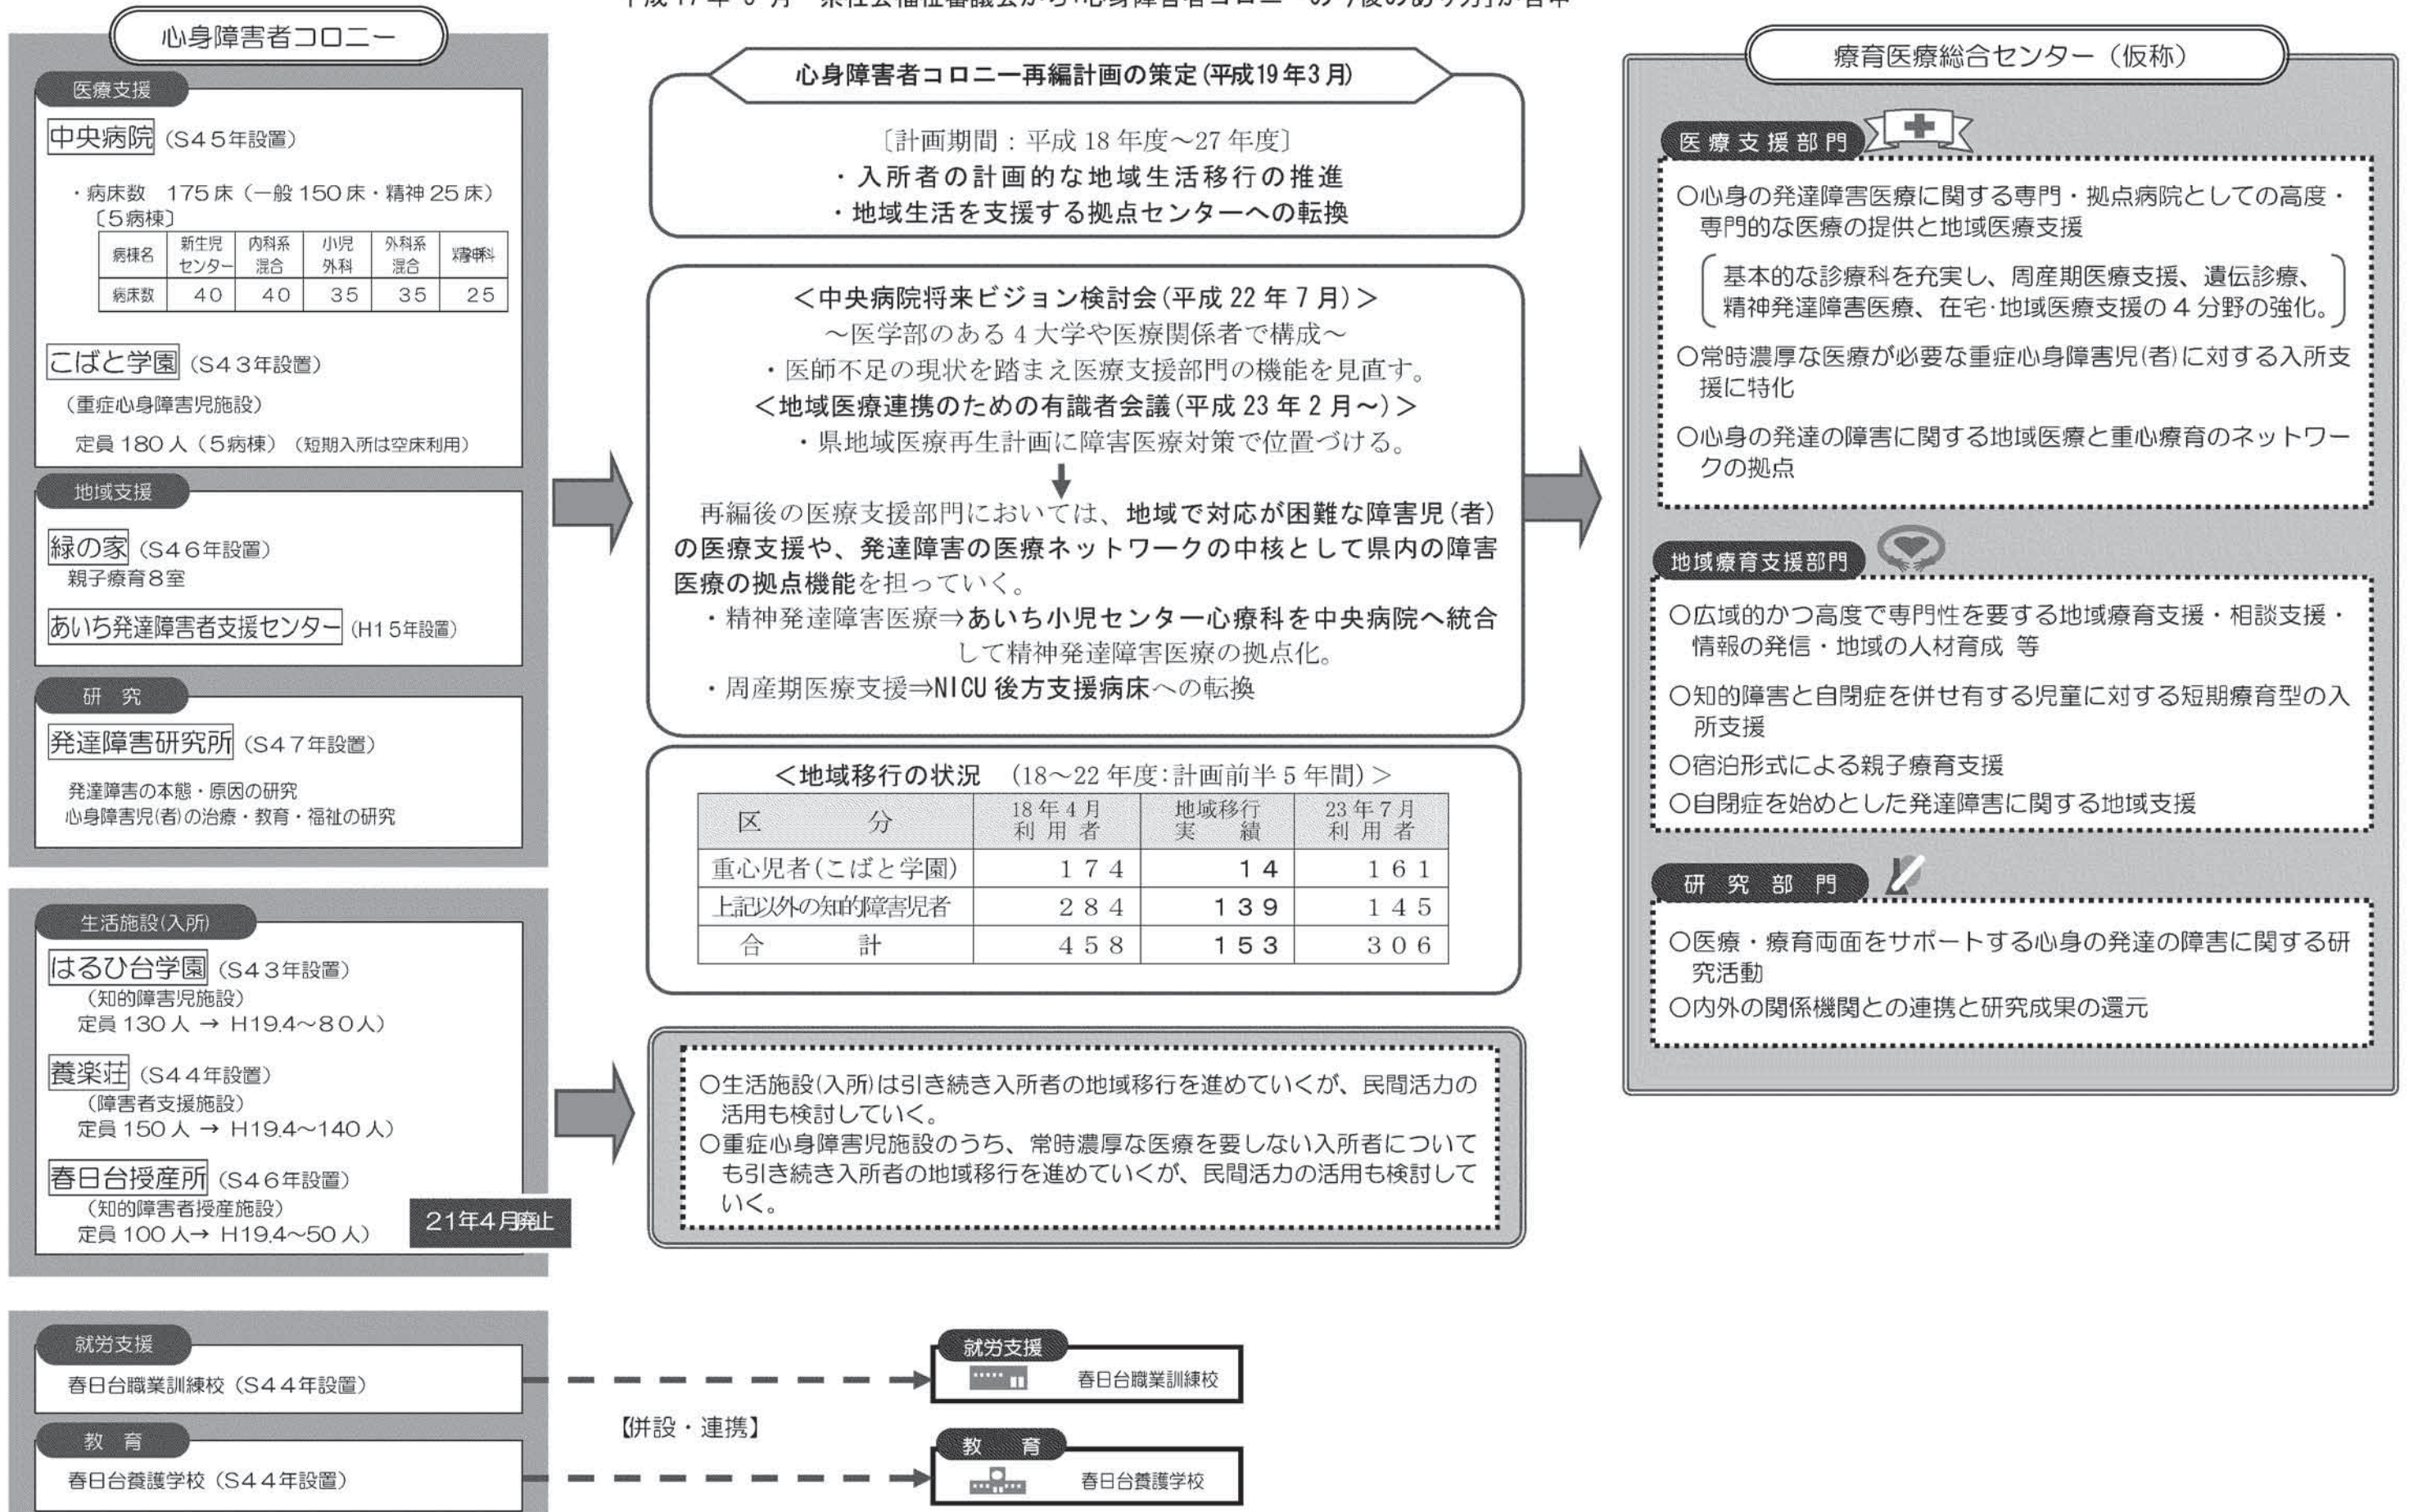 心身障害者コロニー
医療支援
中央病院 (S45年設置)
・病床数 175床（一般150床・精神25床）
〔5病棟〕
病棟名 新生児センター 内科系混合 小児外科 外科系混合 精神科
病床数 40 40 35 35 25
こばと学園 (S43年設置)
（重症心身障害児施設）
定員180人（5病棟）（短期入所は空床利用）
地域支援
緑の家 (S46年設置)
親子療育8室
あいち発達障害者支援センター (H15年設置)
研 究
発達障害研究所 (S47年設置)
発達障害の本態・原因の研究
心身障害児(者)の治療・教育・福祉の研究
生活施設(入所)
はるひ台学園 (S43年設置)
（知的障害児施設）
定員130人 → H19.4～80人）
養楽荘 (S44年設置)
（障害者支援施設）
定員150人 → H19.4～140人）
春日台授産所 (S46年設置)
（知的障害者授産施設）
定員100人→ H19.4～50人）
21年4月廃止
就労支援
春日台職業訓練校（S44年設置）
教 育
春日台養護学校（S44年設置）
心身障害者コロニー再編計画の策定(平成19年3月)
〔計画期間：平成18年度～27年度〕
・入所者の計画的な地域生活移行の推進
・地域生活を支援する拠点センターへの転換
＜中央病院将来ビジョン検討会(平成22年7月)＞
～医学部のある4大学や医療関係者で構成～
・医師不足の現状を踏まえ医療支援部門の機能を見直す。
＜地域医療連携のための有識者会議(平成23年2月～)＞
・県地域医療再生計画に障害医療対策で位置づける。
再編後の医療支援部門においては、地域で対応が困難な障害児(者)
の医療支援や、発達障害の医療ネットワークの中核として県内の障害
医療の拠点機能を担っていく。
・精神発達障害医療⇒あいち小児センター心療科を中央病院へ統合
して精神発達障害医療の拠点化。
・周産期医療支援⇒NICU後方支援病床への転換
＜地域移行の状況 (18～22年度:計画前半5年間)＞
区 分 18年4月利用者 地域移行実績 23年7月利用者
重心児者(こばと学園) 174 14 161
上記以外の知的障害児者 284 139 145
合 計 458 153 306
○生活施設(入所)は引き続き入所者の地域移行を進めていくが、民間活力の
活用も検討していく。
○重症心身障害児施設のうち、常時濃厚な医療を要しない入所者について
も引き続き入所者の地域移行を進めていくが、民間活力の活用も検討して
いく。
【併設・連携】
就労支援
春日台職業訓練校
教 育
春日台養護学校
療育医療総合センター（仮称）
医療支援部門
○心身の発達障害医療に関する専門・拠点病院としての高度・
専門的な医療の提供と地域医療支援
基本的な診療科を充実し、周産期医療支援、遺伝診療、
精神発達障害医療、在宅･地域医療支援の4分野の強化。
○常時濃厚な医療が必要な重症心身障害児(者)に対する入所支
援に特化
○心身の発達の障害に関する地域医療と重心療育のネットワー
クの拠点
地域療育支援部門
○広域的かつ高度で専門性を要する地域療育支援・相談支援・
情報の発信・地域の人材育成 等
○知的障害と自閉症を併せ有する児童に対する短期療育型の入
所支援
○宿泊形式による親子療育支援
○自閉症を始めとした発達障害に関する地域支援
研 究 部 門
○医療・療育両面をサポートする心身の発達の障害に関する研
究活動
○内外の関係機関との連携と研究成果の還元